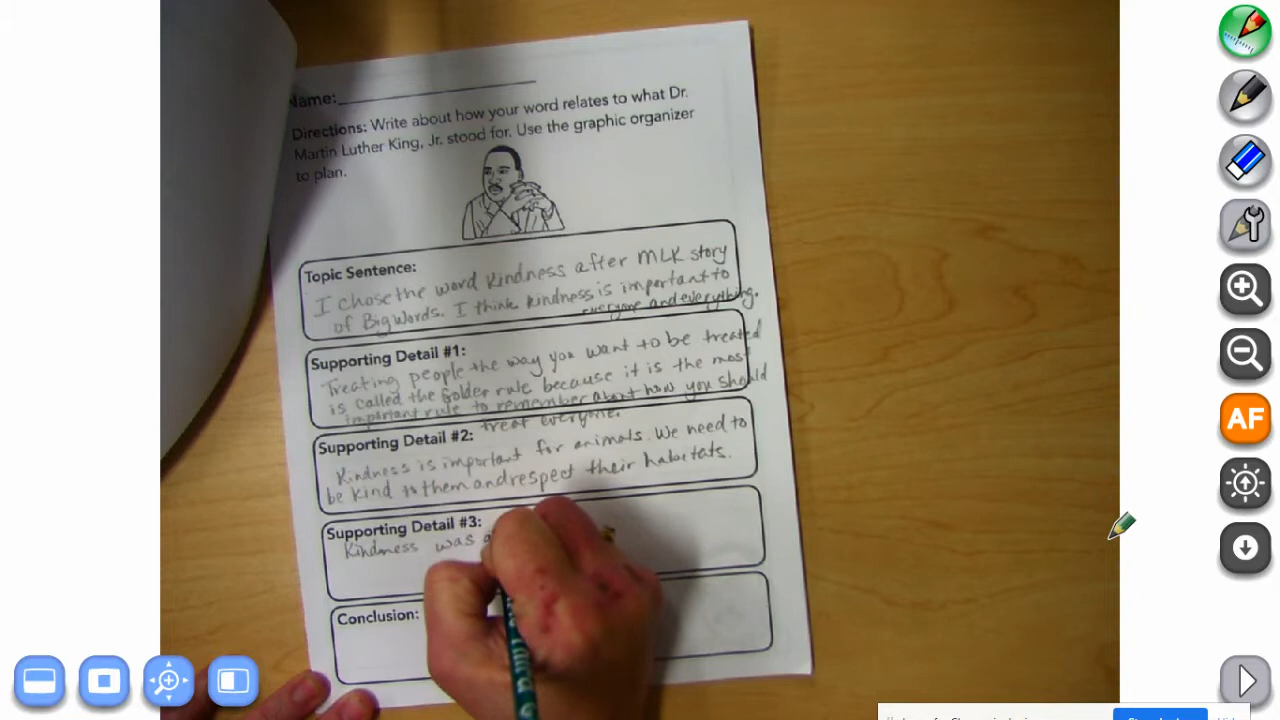 Name:
Directions: Write about how your word relates to what Dr.
Martin Luther King, Jr. stood for. Use the graphic organizer
to plan.
Topic Sentence:
I chose the word kindness after MLK story
of Big Words. I think kindness is important to
everyone and everything.
Supporting Detail #1:
Treating people the way you want to be treated
is called the Golder rule because it is the most
important rule to remember about how you should
treat everyone.
Supporting Detail #2:
Kindness is important for animals. We need to
be kind to them and respect their habitats.
Supporting Detail #3:
Kindness was
Conclusion:
AF